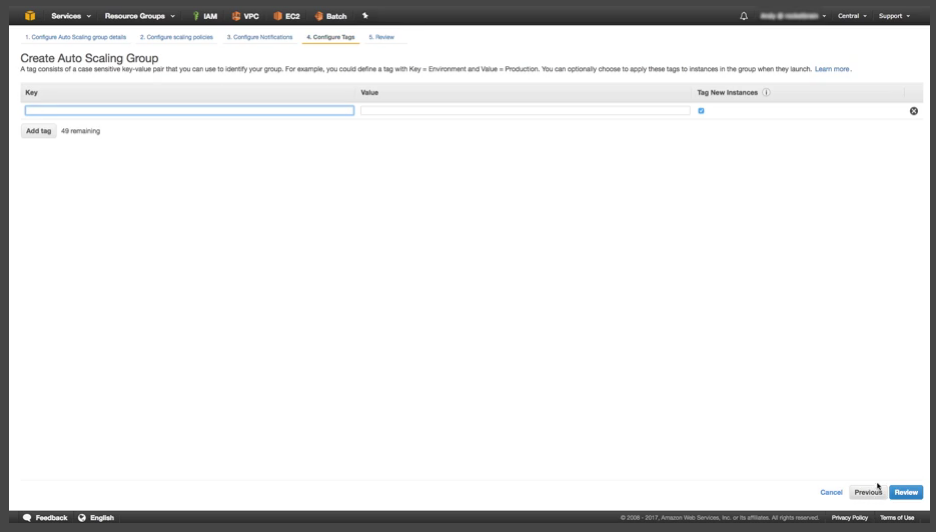 Services Resource Groups IAM VPC EC2 Batch Central Support
1. Configure Auto Scaling group details 2. Configure scaling policies 3. Configure Notifications 4. Configure Tags 5. Review
Create Auto Scaling Group
A tag consists of a case sensitive key-value pair that you can use to identify your group. For example, you could define a tag with Key = Environment and Value = Production. You can optionally choose to apply these tags to instances in the group when they launch. Learn more.
Key Value Tag New Instances
Add tag 49 remaining
Cancel Previous Review
Feedback English © 2008 - 2017, Amazon Web Services, Inc. or its affiliates. All rights reserved. Privacy Policy Terms of Use